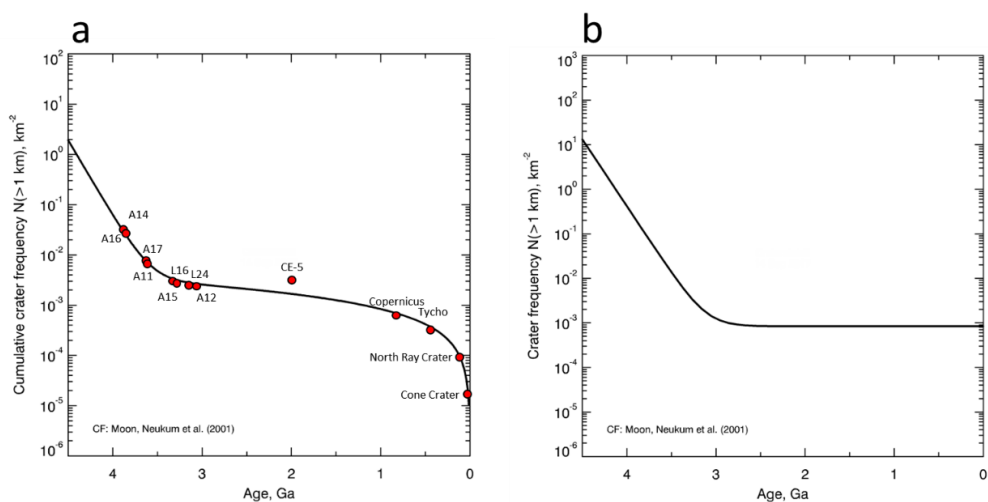 a
b
Cumulative crater frequency N(>1 km), km⁻²
10²
10¹
10⁰
10⁻¹
10⁻²
10⁻³
10⁻⁴
10⁻⁵
10⁻⁶
A14
A16
A17
A11
L16
L24
A15
A12
CE-5
Copernicus
Tycho
North Ray Crater
Cone Crater
CF: Moon, Neukum et al. (2001)
4 3 2 1 0
Age, Ga
Crater frequency N(>1 km), km⁻²
10³
10²
10¹
10⁰
10⁻¹
10⁻²
10⁻³
10⁻⁴
10⁻⁵
10⁻⁶
CF: Moon, Neukum et al. (2001)
4 3 2 1 0
Age, Ga